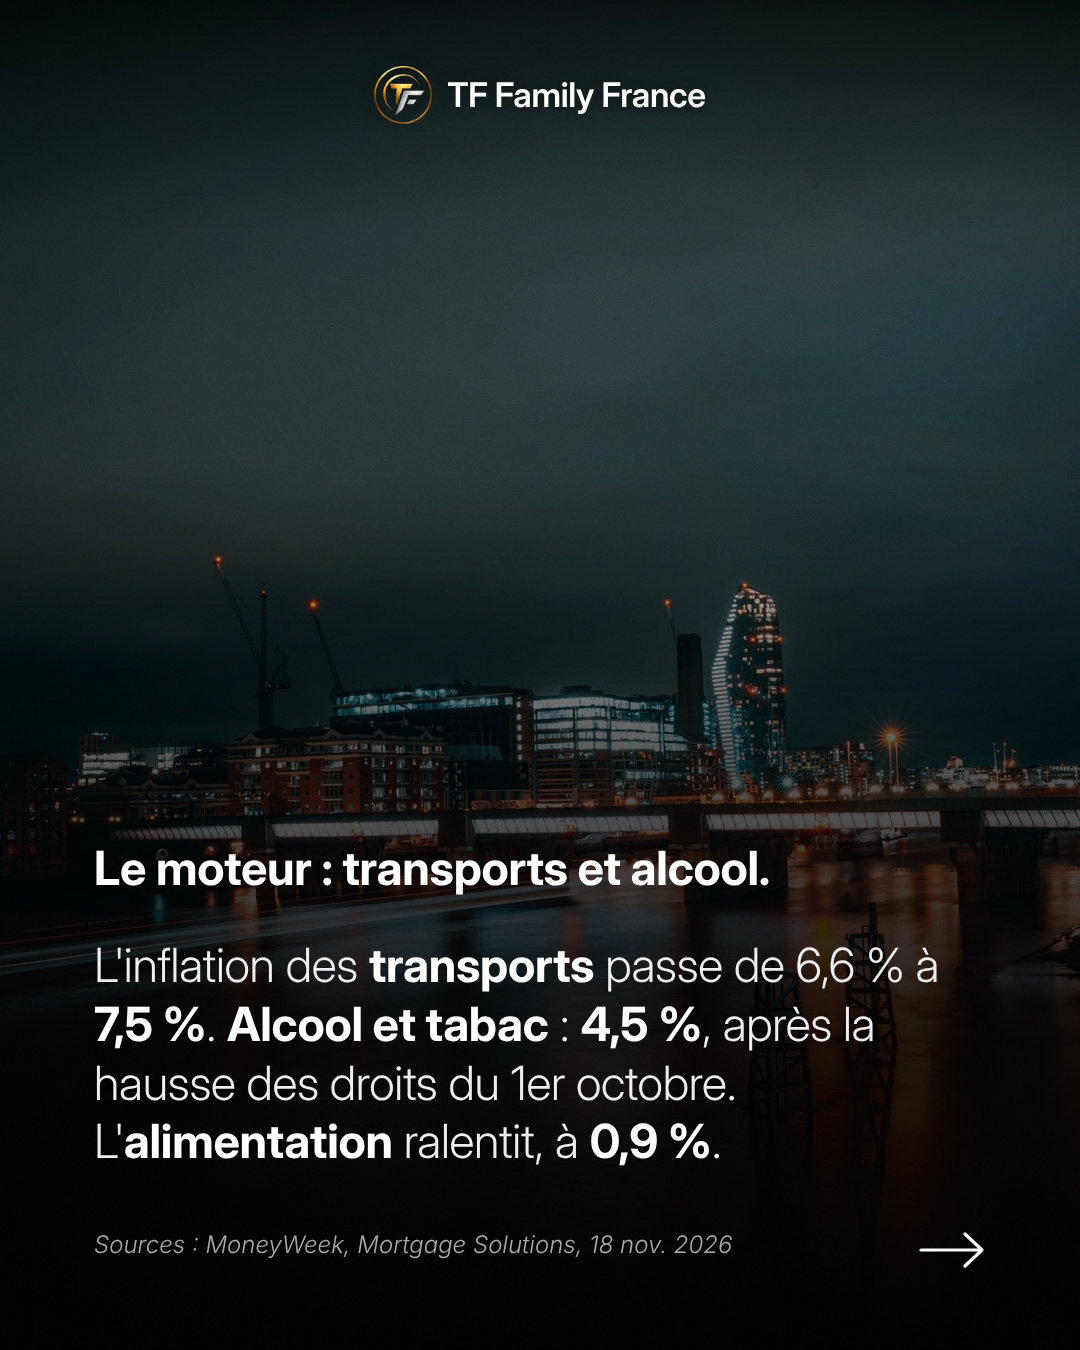 TF TF Family France
Le moteur : transports et alcool.
L'inflation des transports passe de 6,6 % à
7,5 %. Alcool et tabac : 4,5 %, après la
hausse des droits du 1er octobre.
L'alimentation ralentit, à 0,9 %.
Sources : MoneyWeek, Mortgage Solutions, 18 nov. 2026